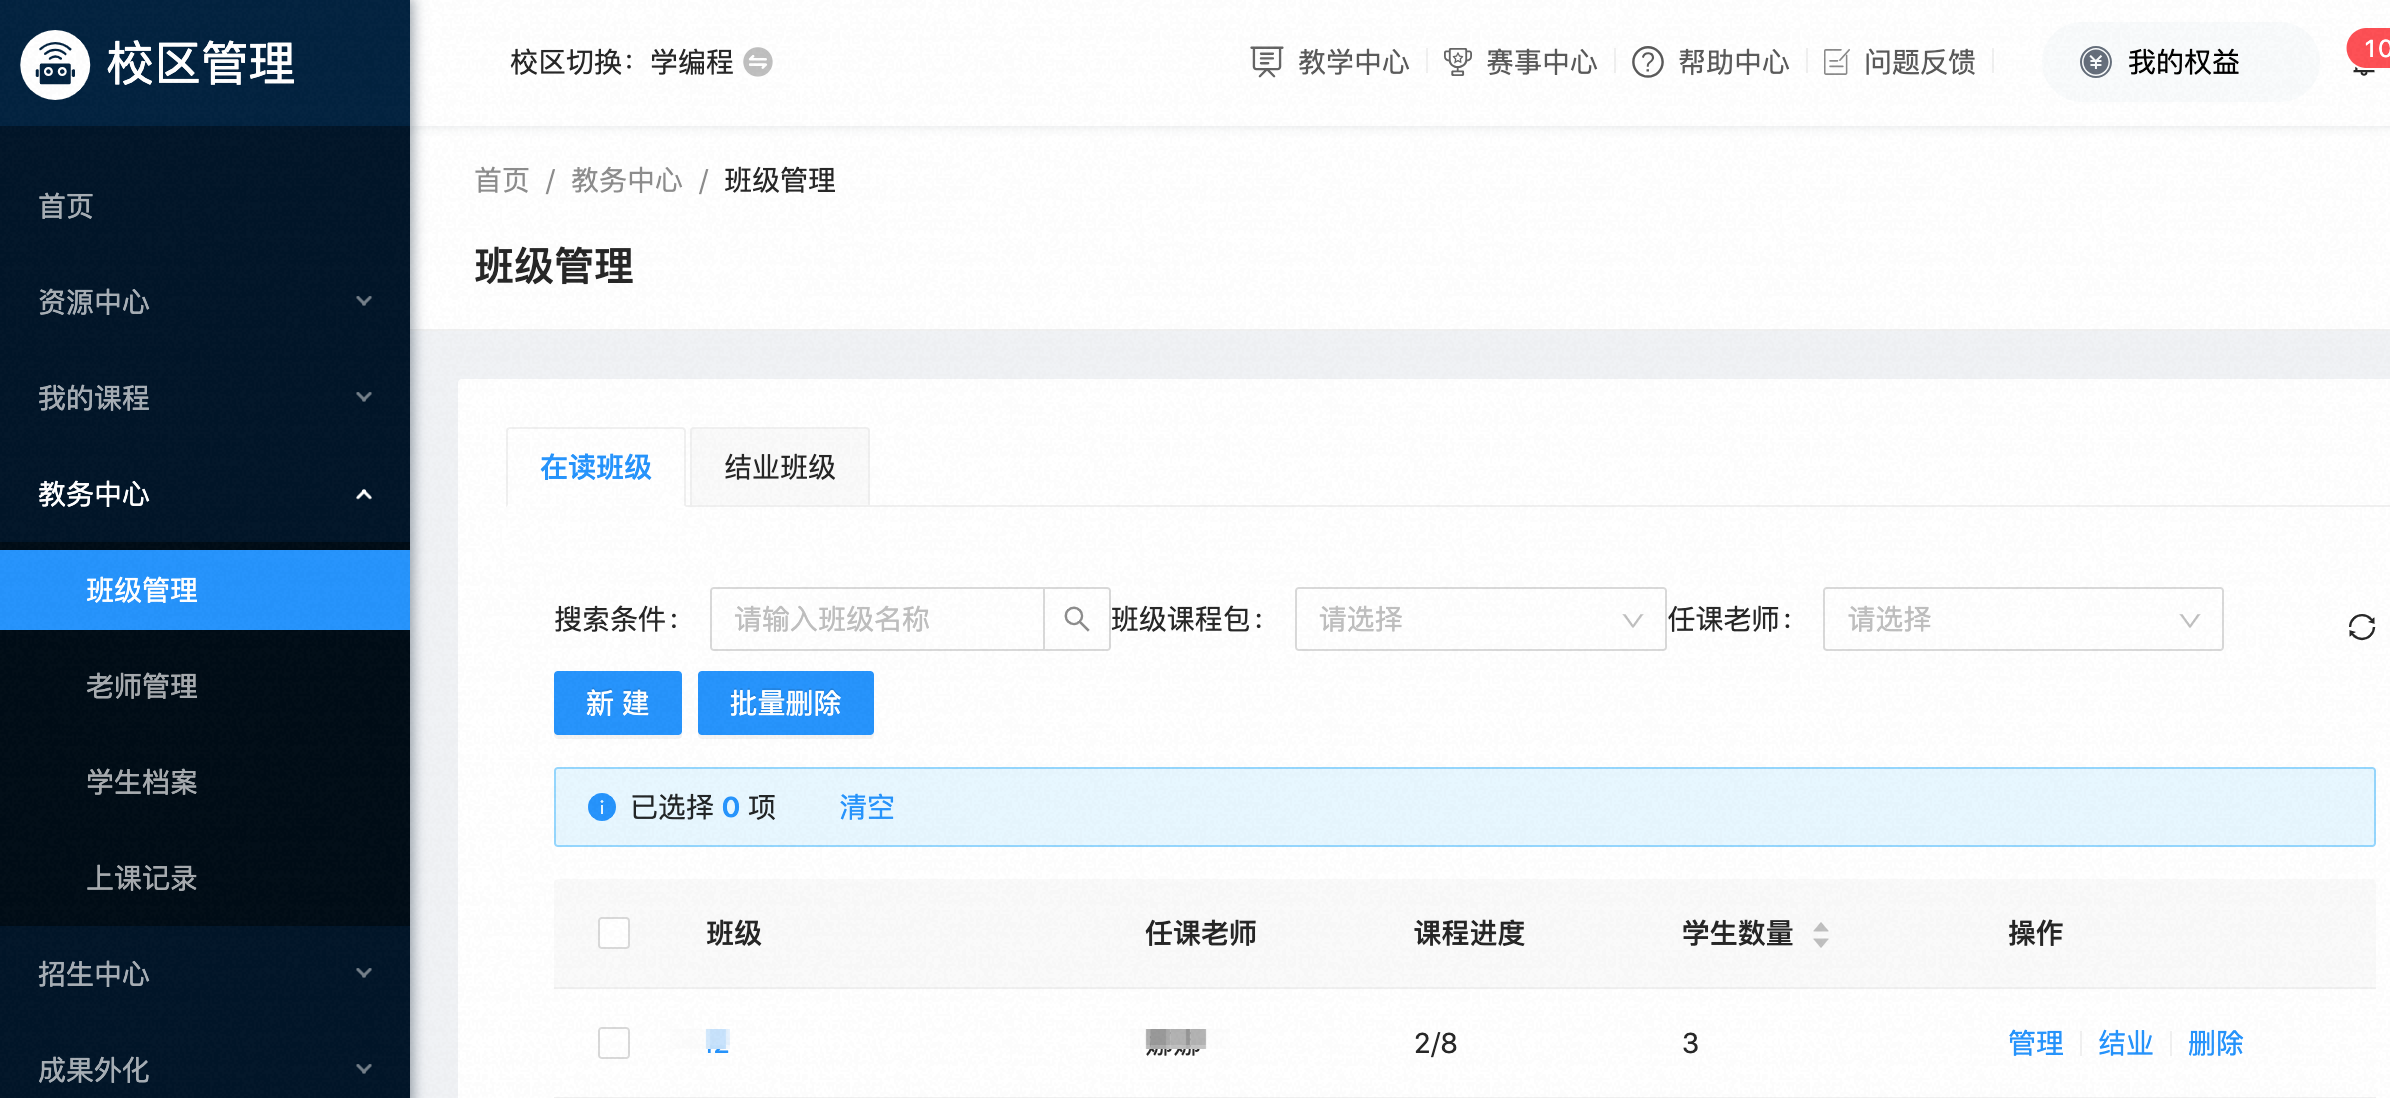 校区管理
校区切换：学编程
教学中心
赛事中心
帮助中心
问题反馈
我的权益
10
首页
资源中心
我的课程
教务中心
班级管理
老师管理
学生档案
上课记录
招生中心
成果外化
首页 / 教务中心 / 班级管理
班级管理
在读班级
结业班级
搜索条件：
请输入班级名称
班级课程包：
请选择
任课老师：
请选择
新 建
批量删除
已选择 0 项 清空
班级 任课老师 课程进度 学生数量 操作
2/8 3 管理 结业 删除